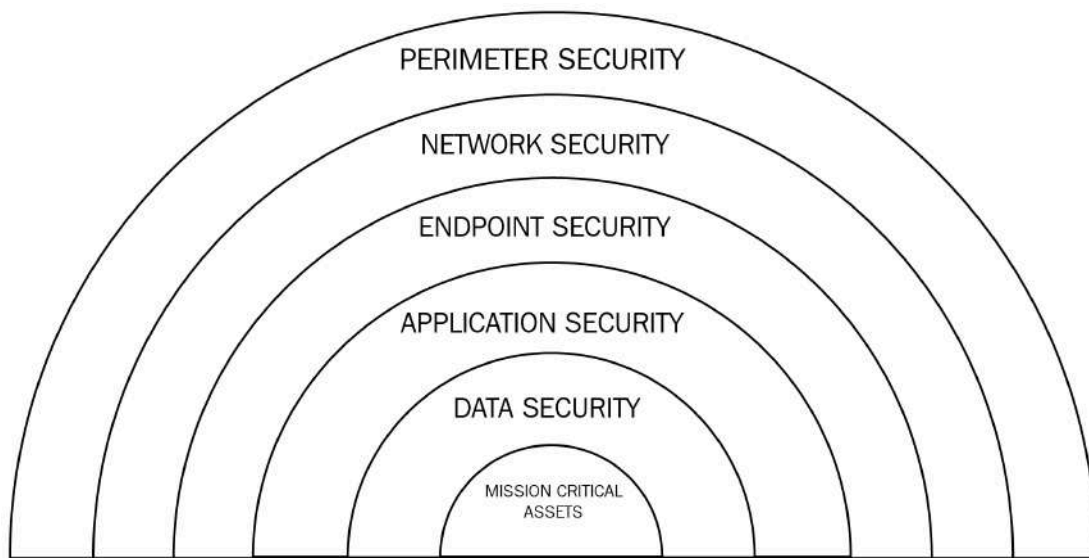 PERIMETER SECURITY
NETWORK SECURITY
ENDPOINT SECURITY
APPLICATION SECURITY
DATA SECURITY
MISSION CRITICAL
ASSETS